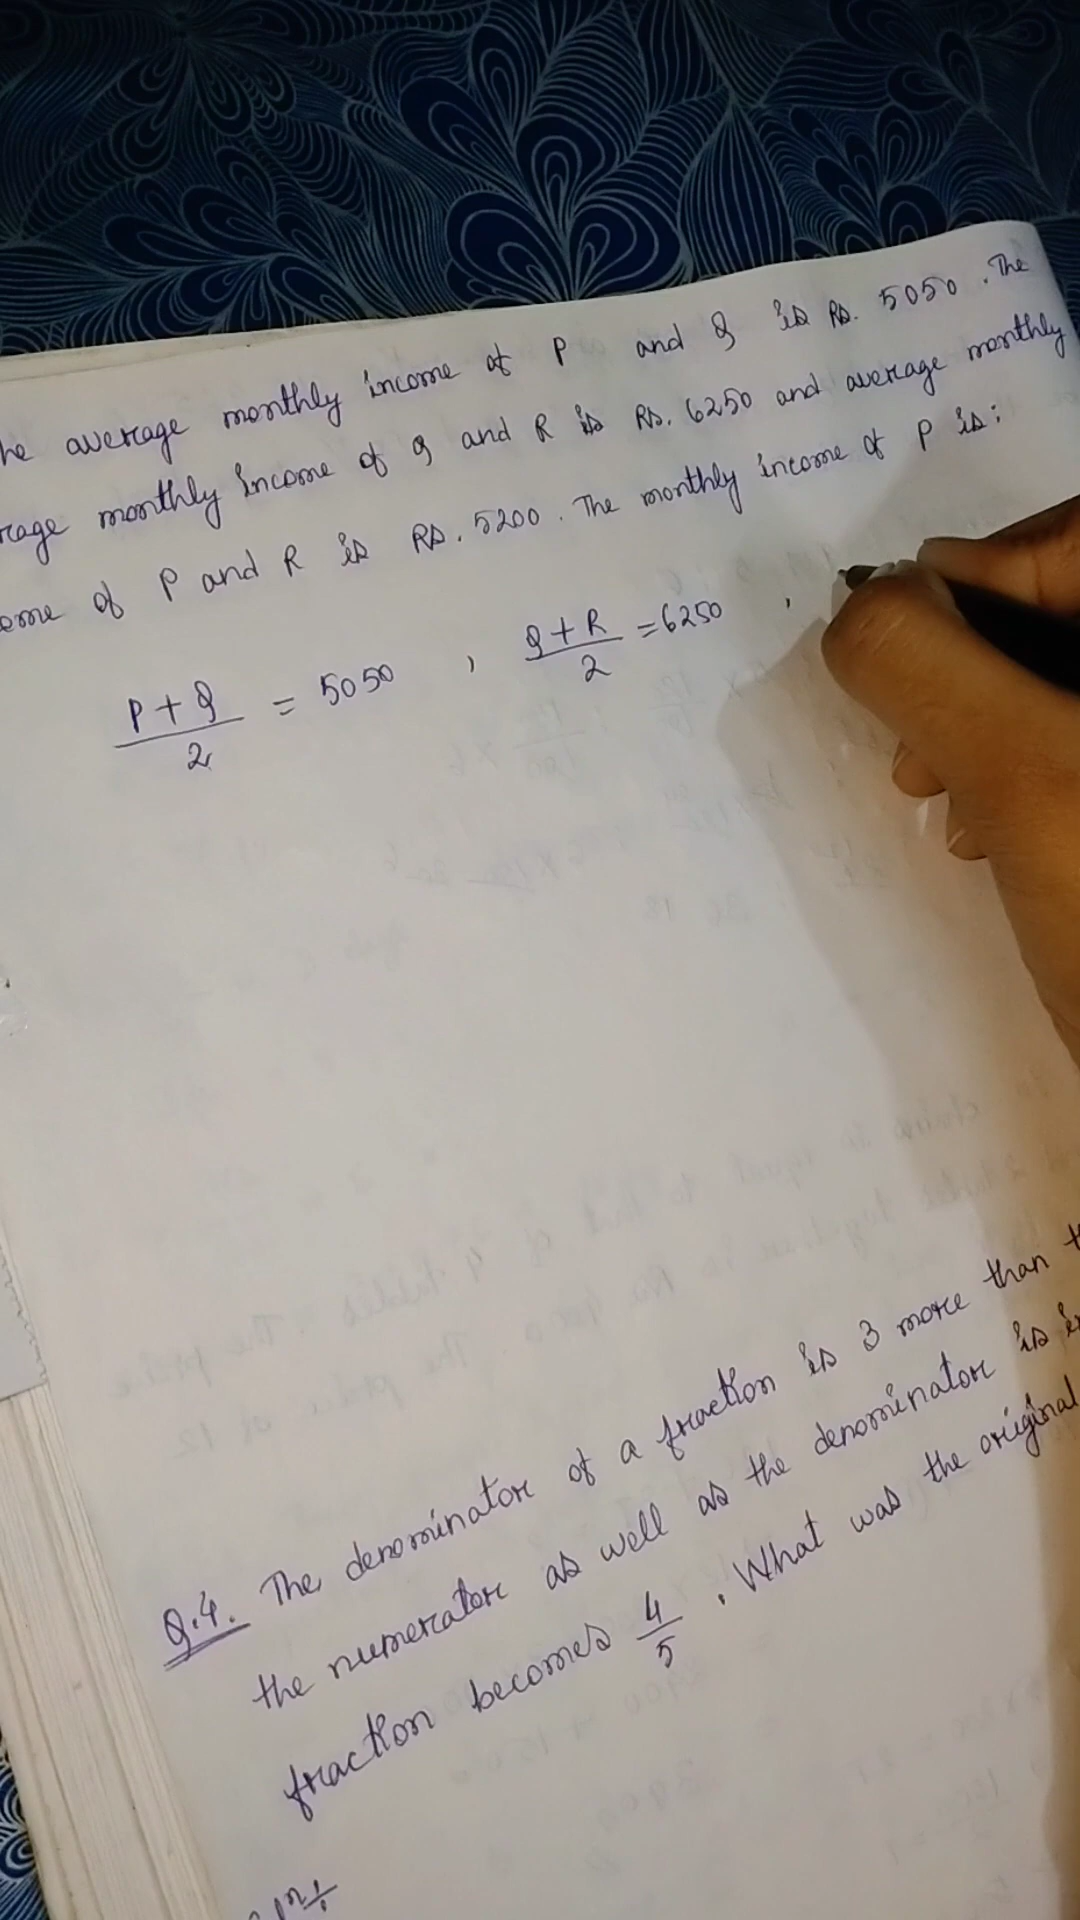 he average monthly income of P and Q is Rs. 5050. The
rage monthly income of Q and R is Rs. 6250 and average monthly
ome of P and R is Rs. 5200. The monthly income of P is:
P+Q/2 = 5050 , Q+R/2 = 6250 ,
Q.4. The denominator of a fraction is 3 more than t
the numerator as well as the denominator is in
fraction becomes 4/5. What was the original